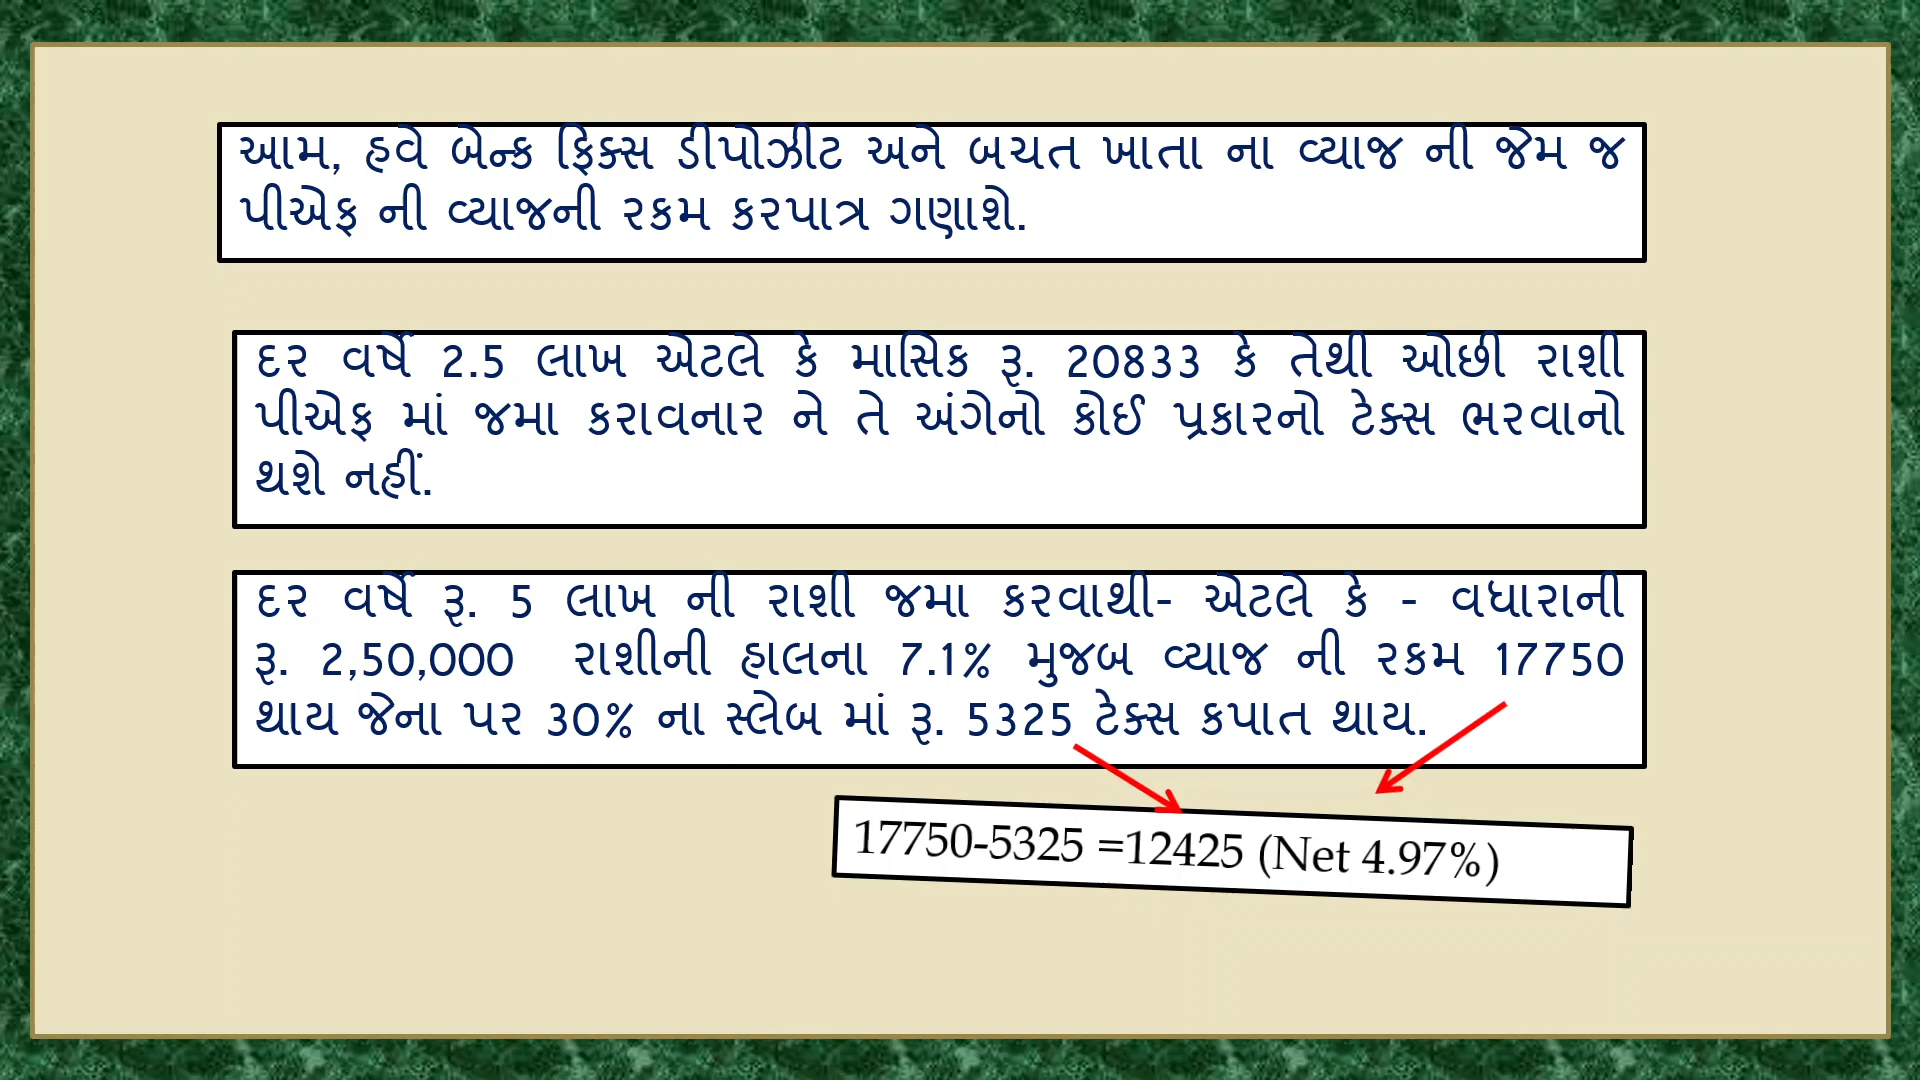 આમ, હવે બેન્ક ફિક્સ ડીપોઝીટ અને બચત ખાતા ના વ્યાજ ની જેમ જ
પીએફ ની વ્યાજની રકમ કરપાત્ર ગણાશે.
દર વર્ષે 2.5 લાખ એટલે કે માસિક રૂ. 20833 કે તેથી ઓછી રાશી
પીએફ માં જમા કરાવનાર ને તે અંગેનો કોઈ પ્રકારનો ટેક્સ ભરવાનો
થશે નહીં.
દર વર્ષે રૂ. 5 લાખ ની રાશી જમા કરવાથી- એટલે કે - વધારાની
રૂ. 2,50,000 રાશીની હાલના 7.1% મુજબ વ્યાજ ની રકમ 17750
થાય જેના પર 30% ના સ્લેબ માં રૂ. 5325 ટેક્સ કપાત થાય.
17750-5325 =12425 (Net 4.97%)